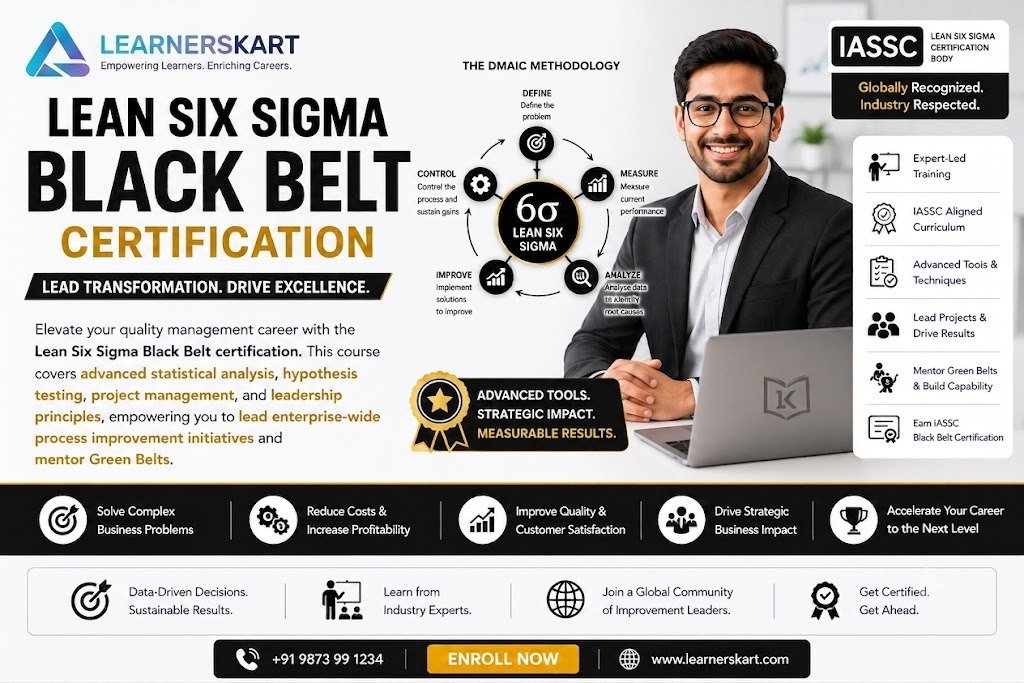 LEARNERSKART
Empowering Learners. Enriching Careers.
LEAN SIX SIGMA
BLACK BELT
CERTIFICATION
LEAD TRANSFORMATION. DRIVE EXCELLENCE.
Elevate your quality management career with the
Lean Six Sigma Black Belt certification. This course
covers advanced statistical analysis, hypothesis
testing, project management, and leadership
principles, empowering you to lead enterprise-wide
process improvement initiatives and
mentor Green Belts.
THE DMAIC METHODOLOGY
DEFINE
Define the
problem
MEASURE
Measure
current
performance
ANALYZE
Analyse data
to identify
root causes
IMPROVE
Implement
solutions
to improve
CONTROL
Control the
process and
sustain gains
6σ
LEAN SIX
SIGMA
ADVANCED TOOLS.
STRATEGIC IMPACT.
MEASURABLE RESULTS.
IASSC
LEAN SIX SIGMA
CERTIFICATION
BODY
Globally Recognized.
Industry Respected.
Expert-Led
Training
IASSC Aligned
Curriculum
Advanced Tools &
Techniques
Lead Projects &
Drive Results
Mentor Green Belts
& Build Capability
Earn iASSC
Black Belt Certification
Solve Complex
Business Problems
Reduce Costs &
Increase Profitability
Improve Quality &
Customer Satisfaction
Drive Strategic
Business Impact
Accelerate Your Career
to the Next Level
Data-Driven Decisions.
Sustainable Results.
Learn from
Industry Experts.
Join a Global Community
of Improvement Leaders.
Get Certified.
Get Ahead.
+91 9873 99 1234
ENROLL NOW
www.learnerskart.com